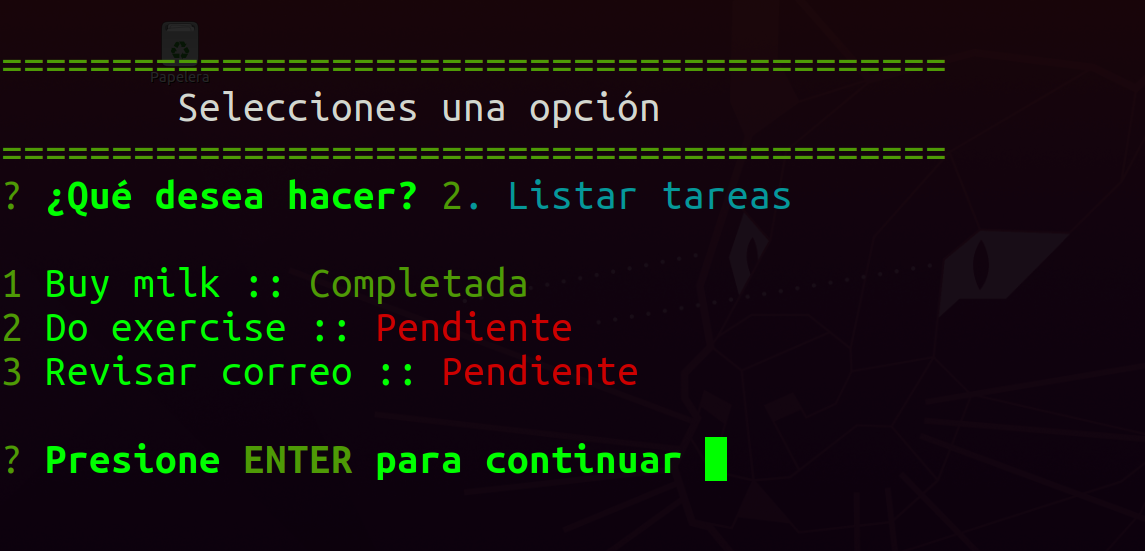 Papelera
===========================================
Selecciones una opción
===========================================
? ¿Qué desea hacer? 2. Listar tareas
1 Buy milk :: Completada
2 Do exercise :: Pendiente
3 Revisar correo :: Pendiente
? Presione ENTER para continuar